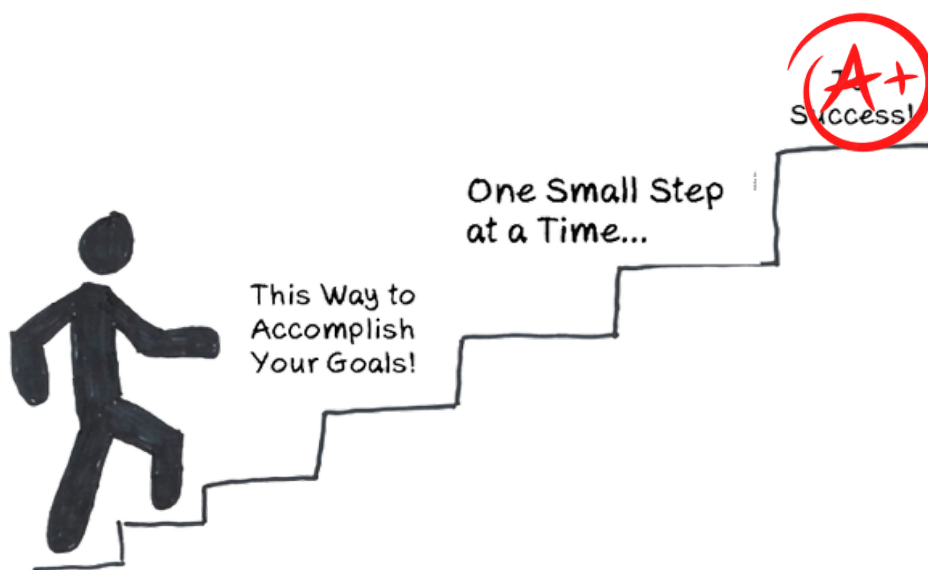 This Way to
Accomplish
Your Goals!
One Small Step
at a Time...
A+
Success!